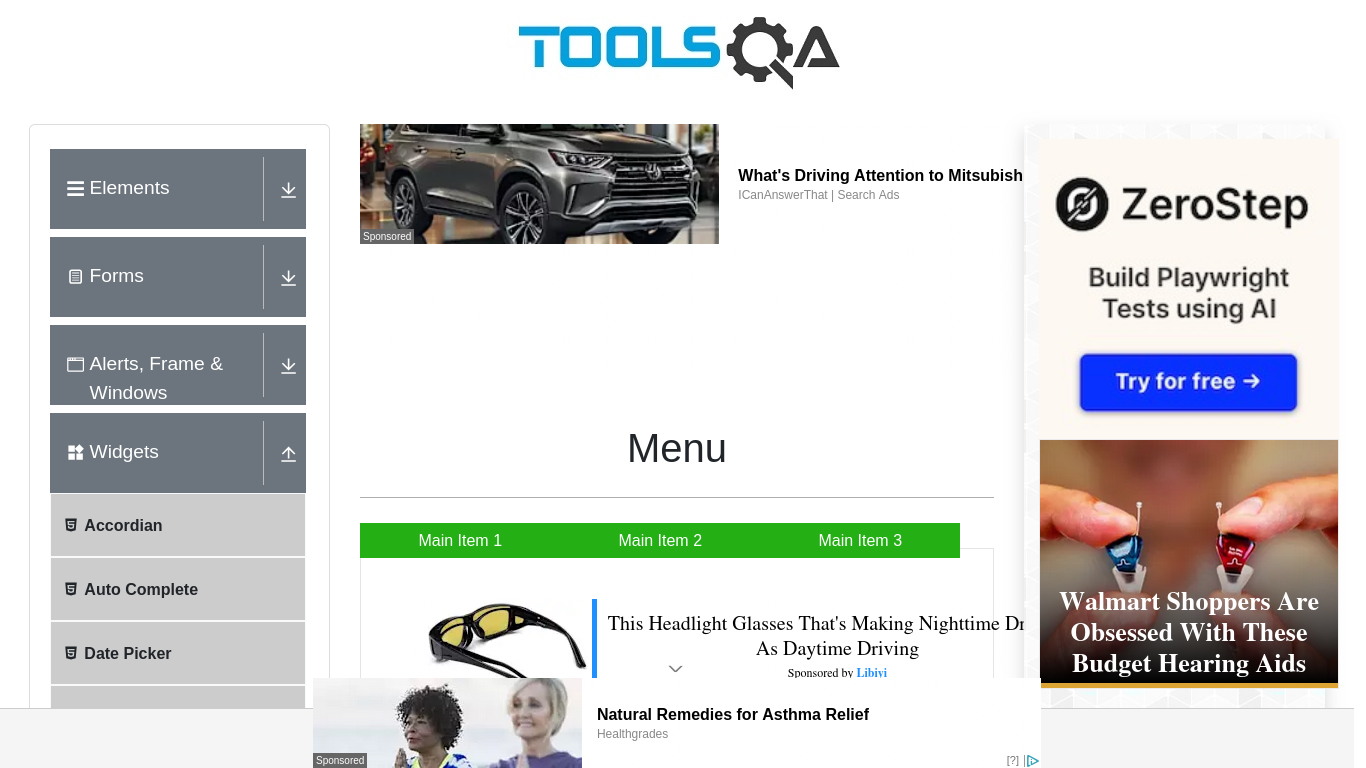 TOOLSQA
Elements
Forms
Alerts, Frame &
Windows
Widgets
Accordian
Auto Complete
Date Picker
Sponsored
What's Driving Attention to Mitsubish
ICanAnswerThat | Search Ads
Menu
Main Item 1
Main Item 2
Main Item 3
This Headlight Glasses That's Making Nighttime Dr
As Daytime Driving
Sponsored by Libiyi
ZeroStep
Build Playwright
Tests using AI
Try for free →
Walmart Shoppers Are
Obsessed With These
Budget Hearing Aids
Sponsored
Natural Remedies for Asthma Relief
Healthgrades
[?] |